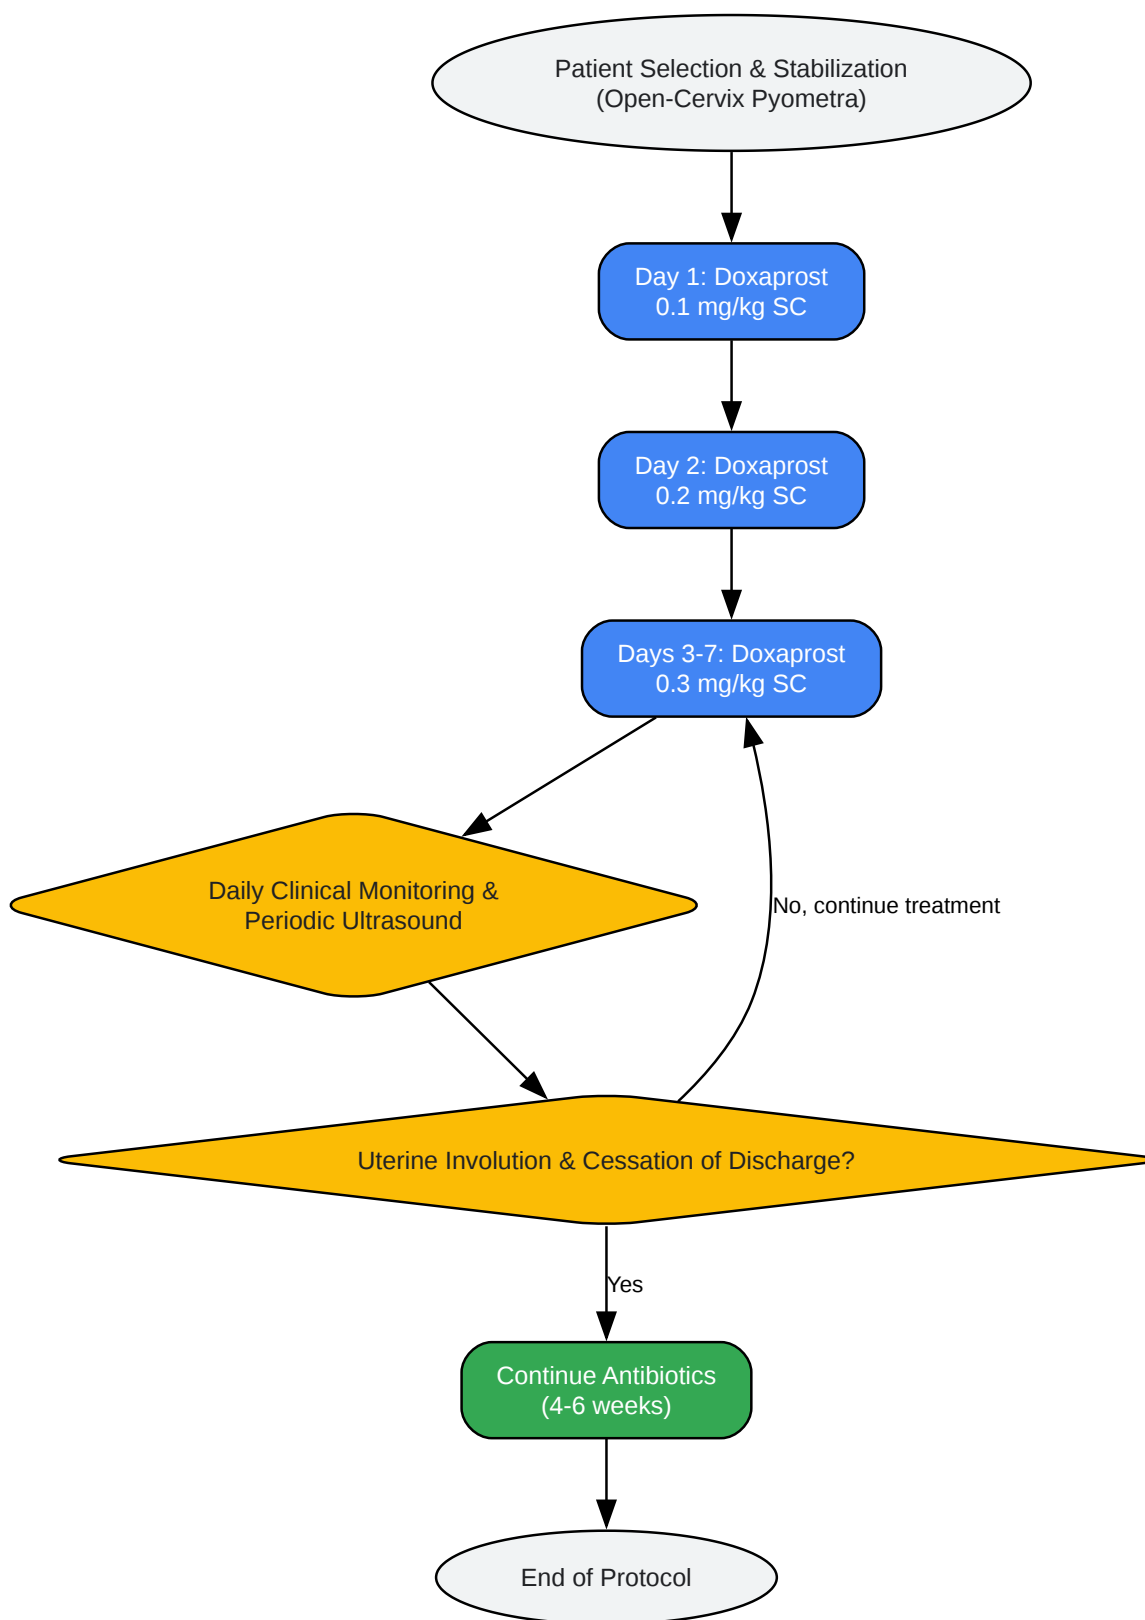 Patient Selection & Stabilization
(Open-Cervix Pyometra)
Day 1: Doxaprost
0.1 mg/kg SC
Day 2: Doxaprost
0.2 mg/kg SC
Days 3-7: Doxaprost
0.3 mg/kg SC
Daily Clinical Monitoring &
Periodic Ultrasound
No, continue treatment
Uterine Involution & Cessation of Discharge?
Yes
Continue Antibiotics
(4-6 weeks)
End of Protocol